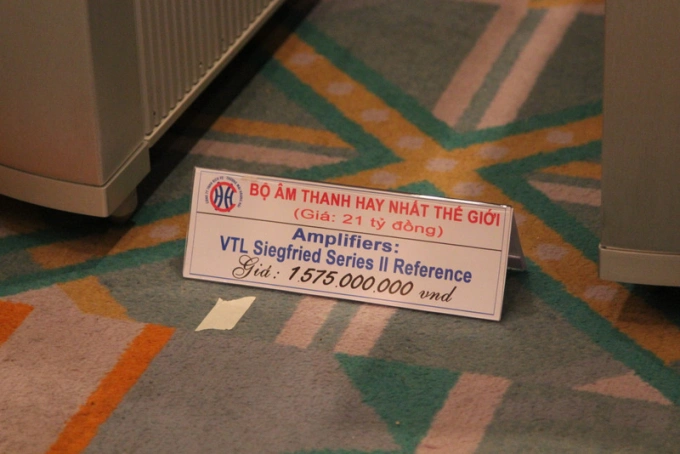 BỘ ÂM THANH HAY NHẤT THẾ GIỚI
(Giá: 21 tỷ đồng)
Amplifiers:
VTL Siegfried Series II Reference
Giá: 1.575.000.000 vnd